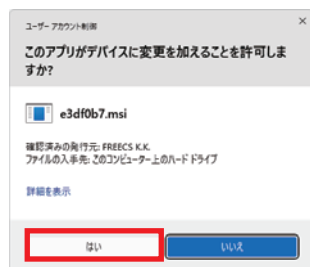 ユーザー アカウント制御
×
このアプリがデバイスに変更を加えることを許可しま
すか?
e3df0b7.msi
確認済みの発行元: FREECS K.K.
ファイルの入手先: このコンピューター上のハード ドライブ
詳細を表示
はい
いいえ